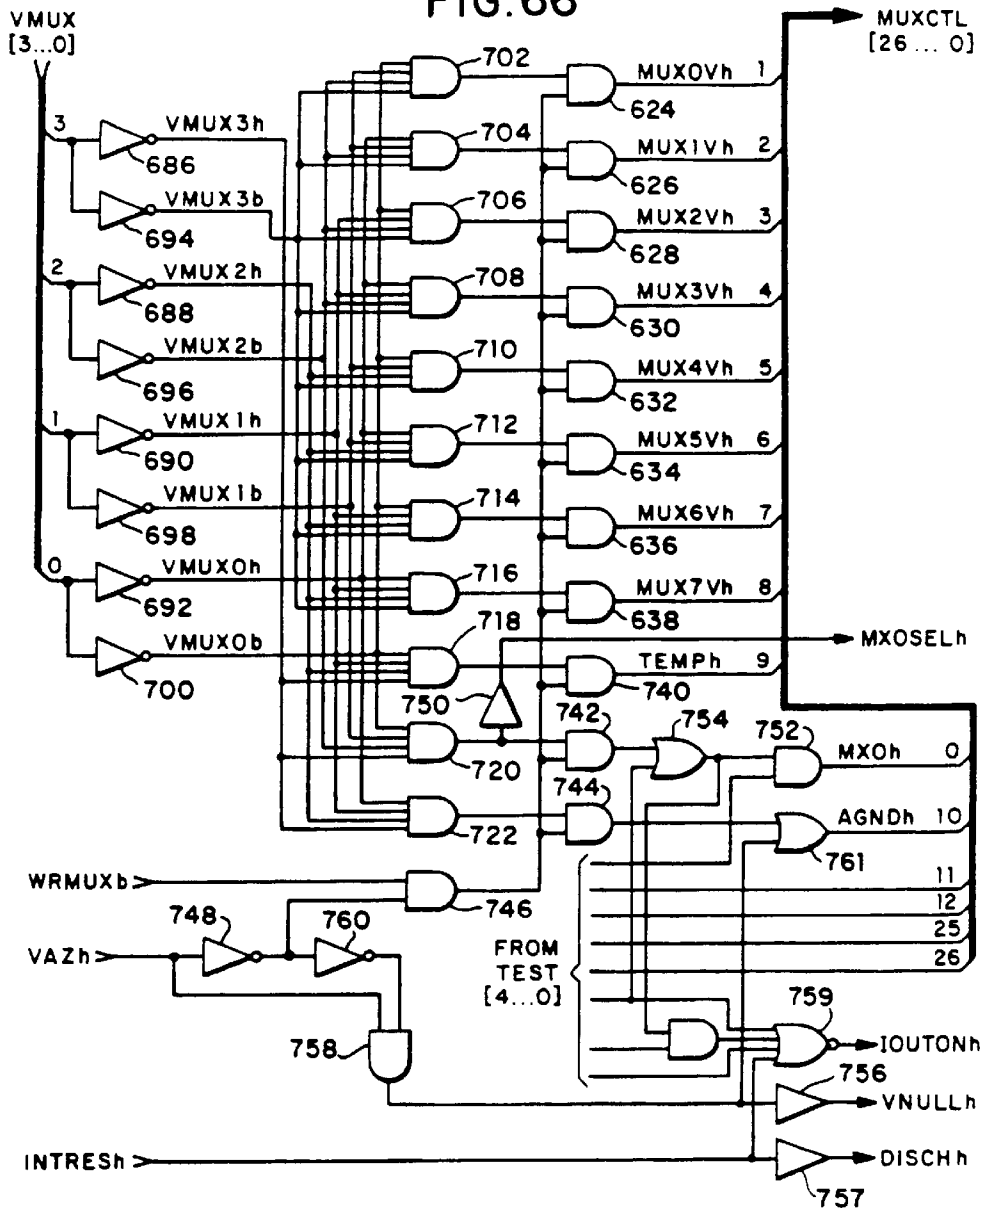 FIG. 66
VMUX
[3...0]
MUXCTL
[26 ... 0]
702
MUX0Vh 1
624
3
VMUX3h
686
704
MUX1Vh 2
626
VMUX3b
694
706
MUX2Vh 3
628
2
VMUX2h
688
708
MUX3Vh 4
630
VMUX2b
696
710
MUX4Vh 5
632
1
VMUX1h
690
712
MUX5Vh 6
634
VMUX1b
698
714
MUX6Vh 7
636
0
VMUX0h
692
716
MUX7Vh 8
638
718
MXOSELh
VMUX0b
700
TEMPh 9
740
750
742
754
752
720
MXOh 0
744
722
AGNDh 10
761
WRMUXb
746
11
12
748
760
VAZh
25
26
FROM
TEST
[4...0]
758
759
IOUTONh
756
VNULLh
INTRESh
DISCHh
757